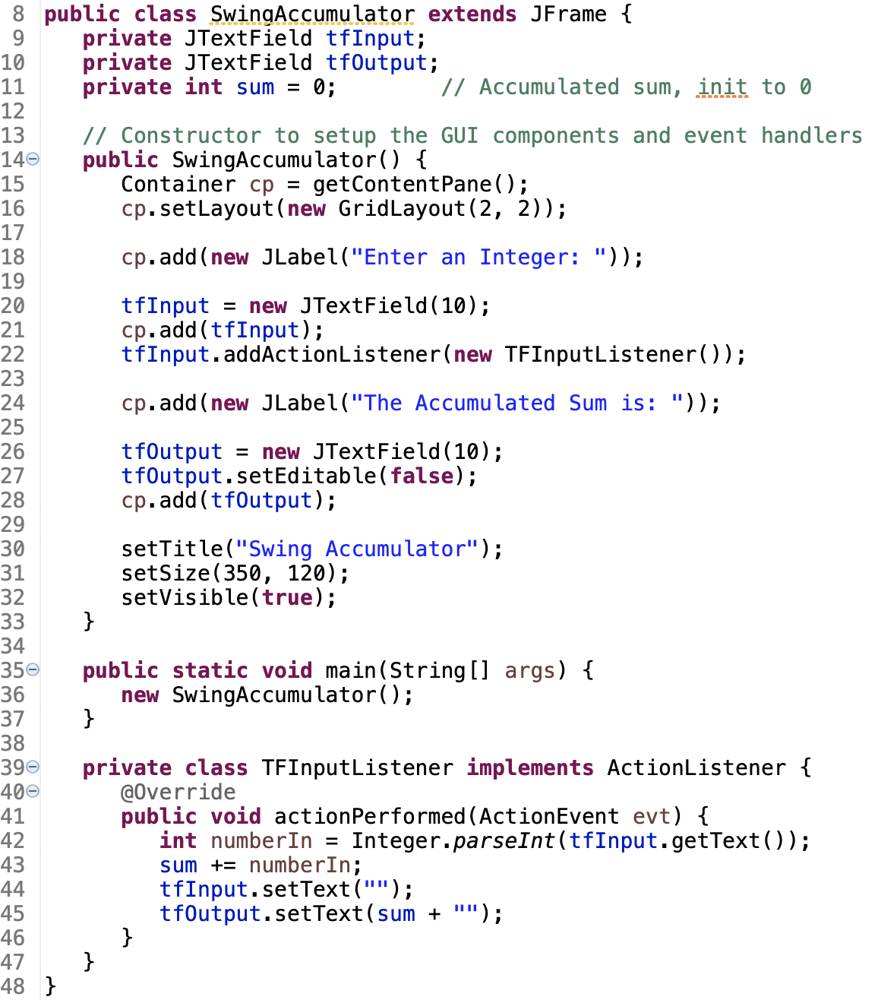 8 public class SwingAccumulator extends JFrame {
9    private JTextField tfInput;
10    private JTextField tfOutput;
11    private int sum = 0;        // Accumulated sum, init to 0
12
13    // Constructor to setup the GUI components and event handlers
14    public SwingAccumulator() {
15       Container cp = getContentPane();
16       cp.setLayout(new GridLayout(2, 2));
17
18       cp.add(new JLabel("Enter an Integer: "));
19
20       tfInput = new JTextField(10);
21       cp.add(tfInput);
22       tfInput.addActionListener(new TFInputListener());
23
24       cp.add(new JLabel("The Accumulated Sum is: "));
25
26       tfOutput = new JTextField(10);
27       tfOutput.setEditable(false);
28       cp.add(tfOutput);
29
30       setTitle("Swing Accumulator");
31       setSize(350, 120);
32       setVisible(true);
33    }
34
35    public static void main(String[] args) {
36       new SwingAccumulator();
37    }
38
39    private class TFInputListener implements ActionListener {
40       @Override
41       public void actionPerformed(ActionEvent evt) {
42          int numberIn = Integer.parseInt(tfInput.getText());
43          sum += numberIn;
44          tfInput.setText("");
45          tfOutput.setText(sum + "");
46       }
47    }
48 }